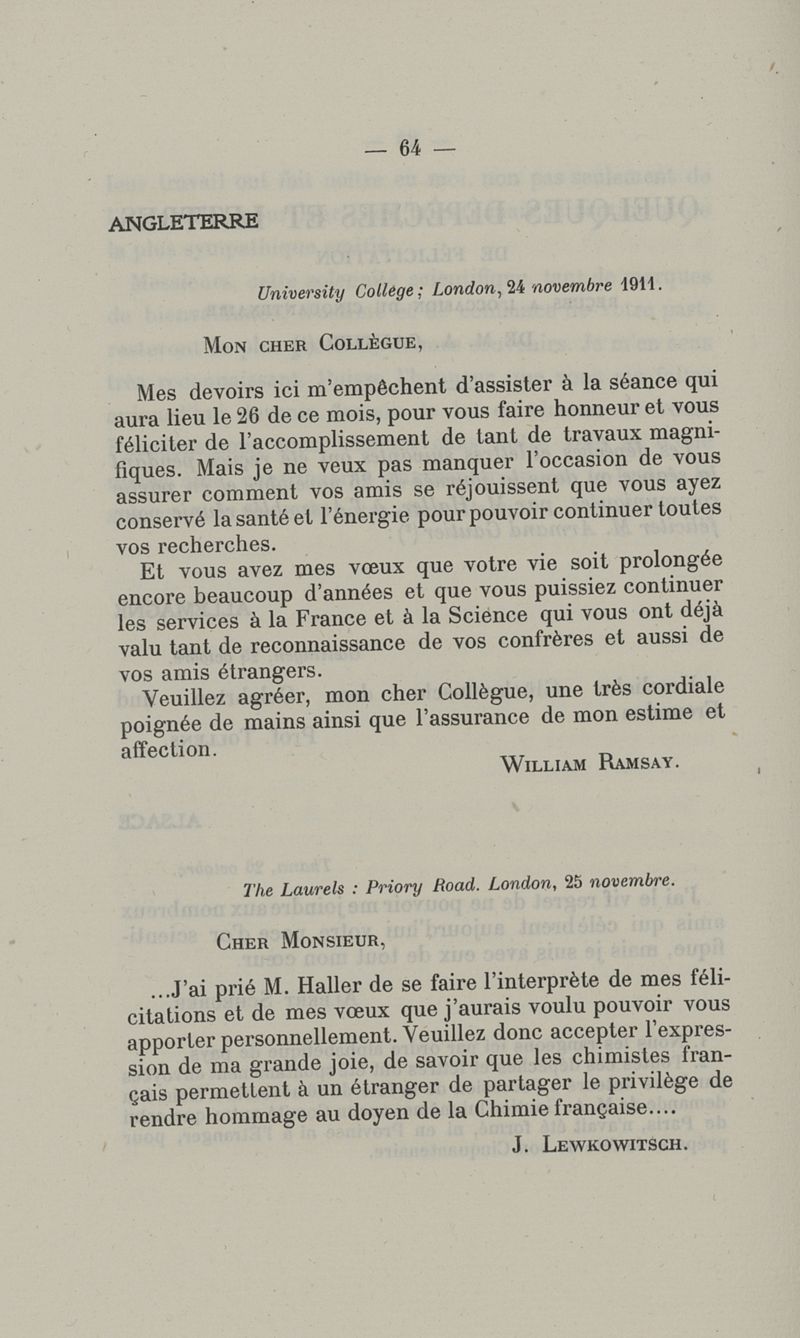 — 64 —
ANGLETERRE
University College; London, 24 novembre 1911.
MON CHER COLLÈGUE,
Mes devoirs ici m'empêchent d'assister à la séance qui
aura lieu le 26 de ce mois, pour vous faire honneur et vous
féliciter de l'accomplissement de tant de travaux magni-
fiques. Mais je ne veux pas manquer l'occasion de vous
assurer comment vos amis se réjouissent que vous ayez
conservé la santé et l'énergie pour pouvoir continuer toutes
vos recherches.
Et vous avez mes vœux que votre vie soit prolongée
encore beaucoup d'années et que vous puissiez continuer
les services à la France et à la Science qui vous ont déjà
valu tant de reconnaissance de vos confrères et aussi de
vos amis étrangers.
Veuillez agréer, mon cher Collègue, une très cordiale
poignée de mains ainsi que l'assurance de mon estime et
affection.
WILLIAM RAMSAY.
The Laurels : Priory Road. London, 25 novembre.
CHER MONSIEUR,
...J'ai prié M. Haller de se faire l'interprète de mes féli-
citations et de mes vœux que j'aurais voulu pouvoir vous
apporter personnellement. Veuillez donc accepter l'expres-
sion de ma grande joie, de savoir que les chimistes fran-
çais permettent à un étranger de partager le privilège de
rendre hommage au doyen de la Chimie française....
J. LEWKOWITSCH.